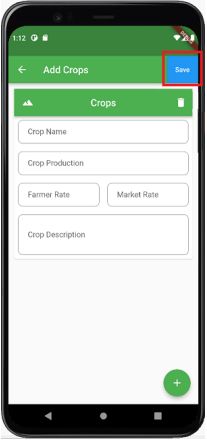 1:12
Add Crops
Save
Crops
Crop Name
Crop Production
Farmer Rate
Market Rate
Crop Description
+